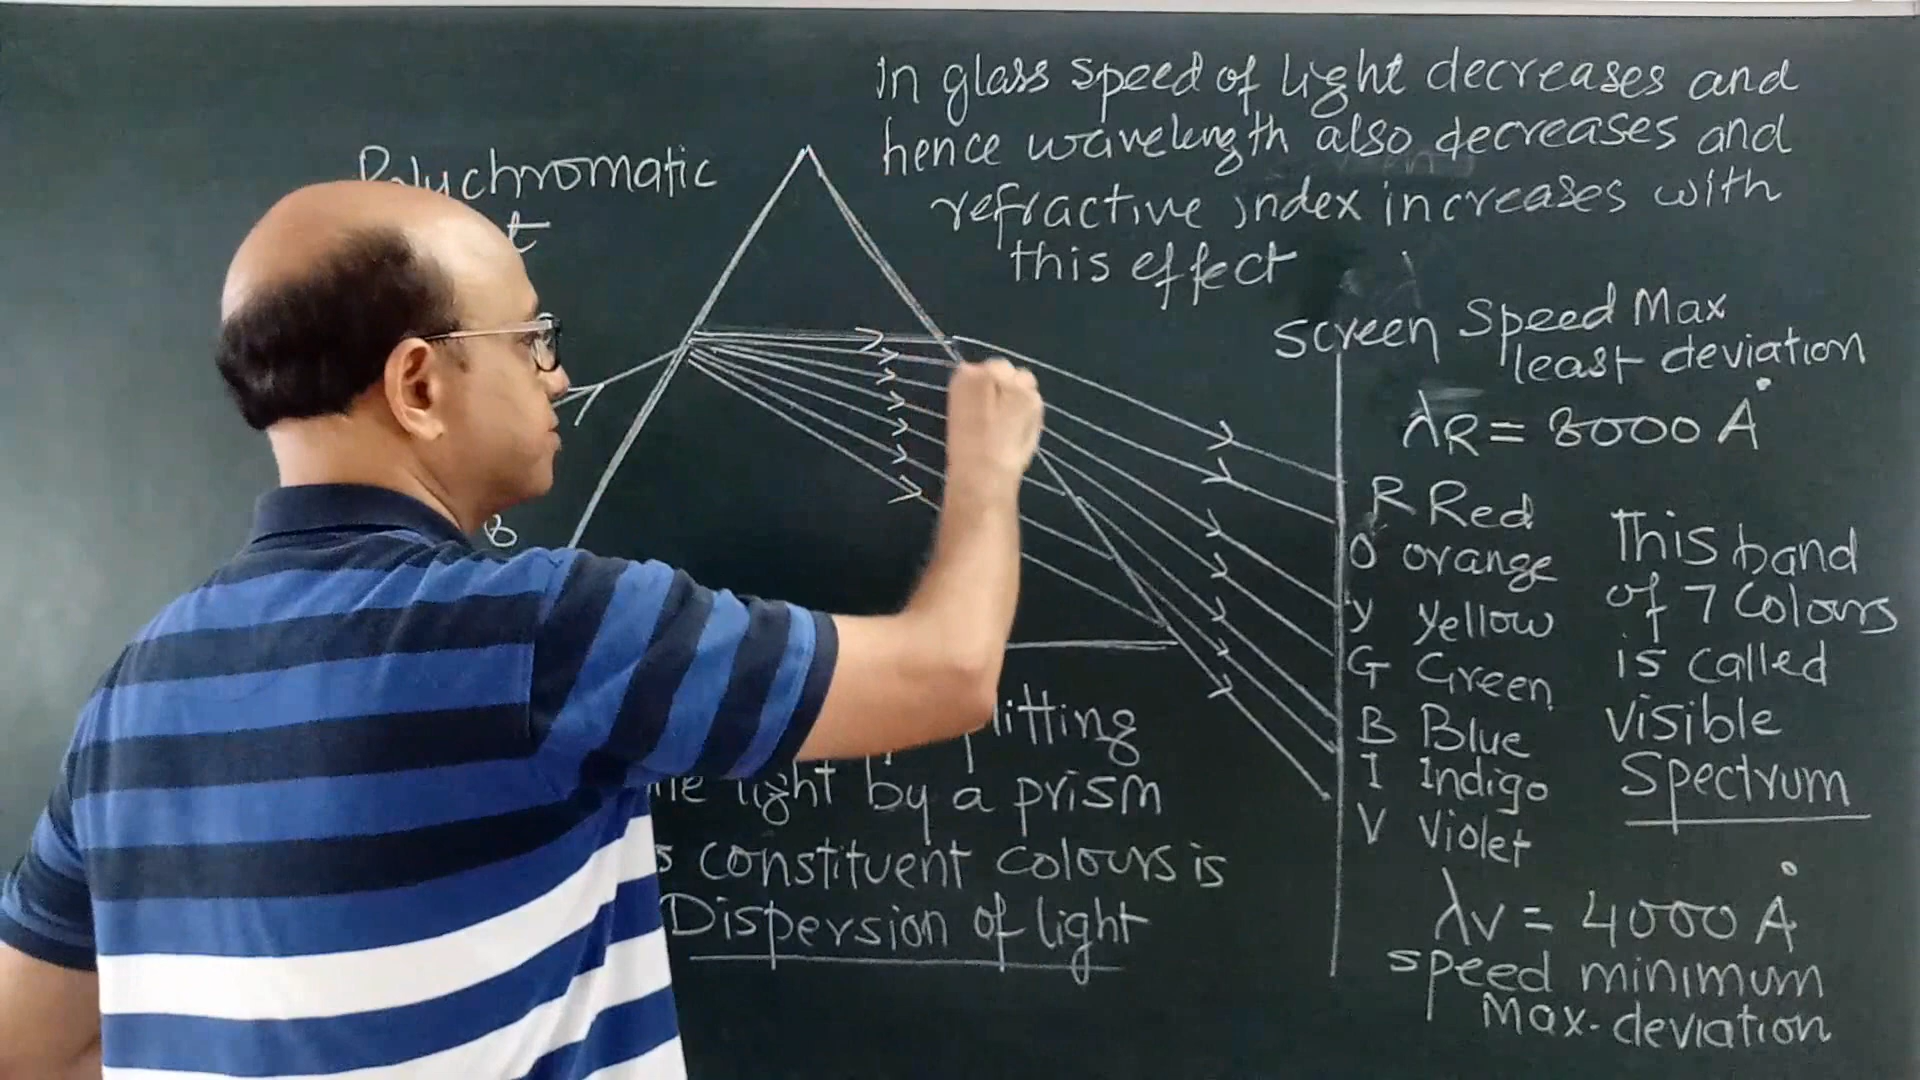 in glass speed of light decreases and
hence wavelength also decreases and
refractive index increases with
this effect
Polychromatic
t
B
screen
Speed Max
least deviation
λR = 8000 Å
R Red
O orange
Y yellow
G Green
B Blue
I Indigo
V Violet
This band
of 7 colours
is called
visible
Spectrum
λV = 4000 Å
speed minimum
Max. deviation
litting
light by a prism
s constituent colours is
Dispersion of light